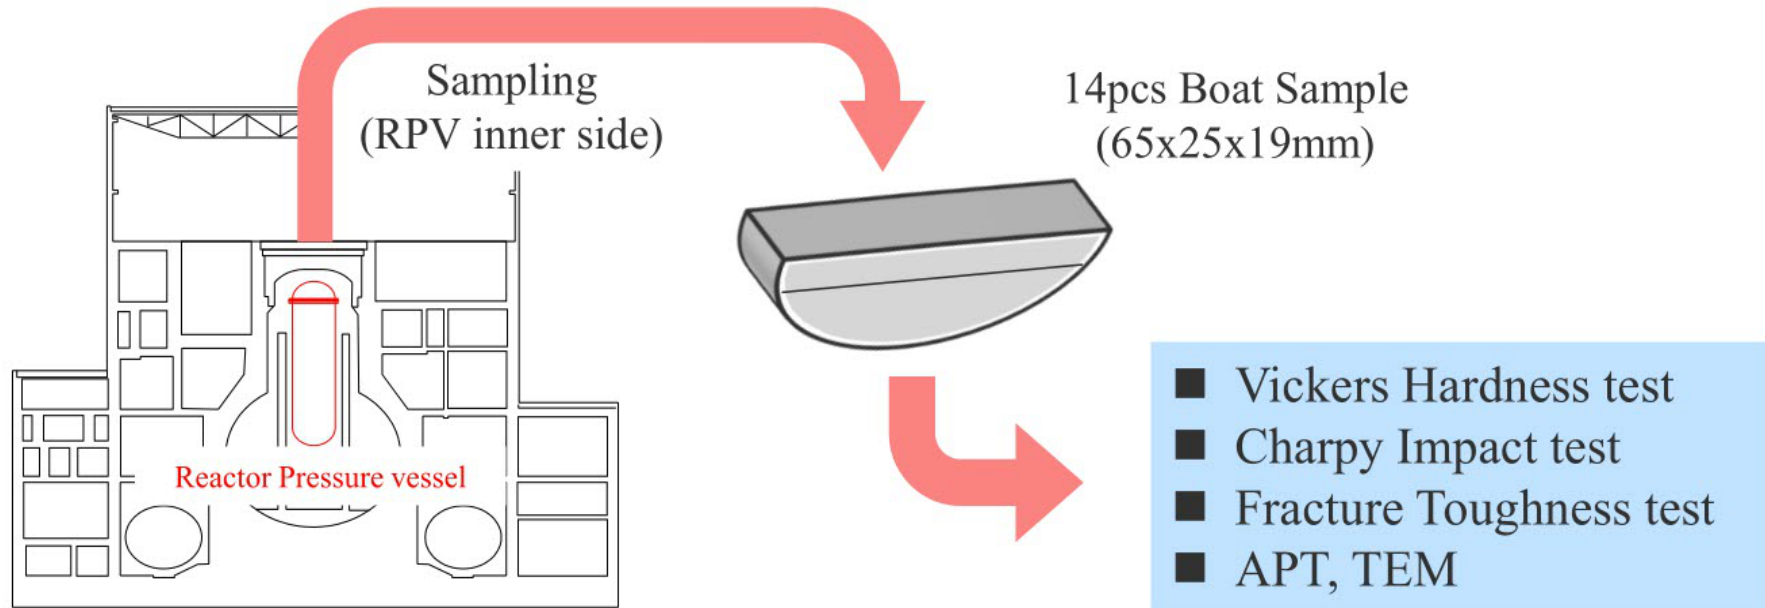 Sampling
(RPV inner side)
14pcs Boat Sample
(65x25x19mm)
Reactor Pressure vessel
■ Vickers Hardness test
■ Charpy Impact test
■ Fracture Toughness test
■ APT, TEM